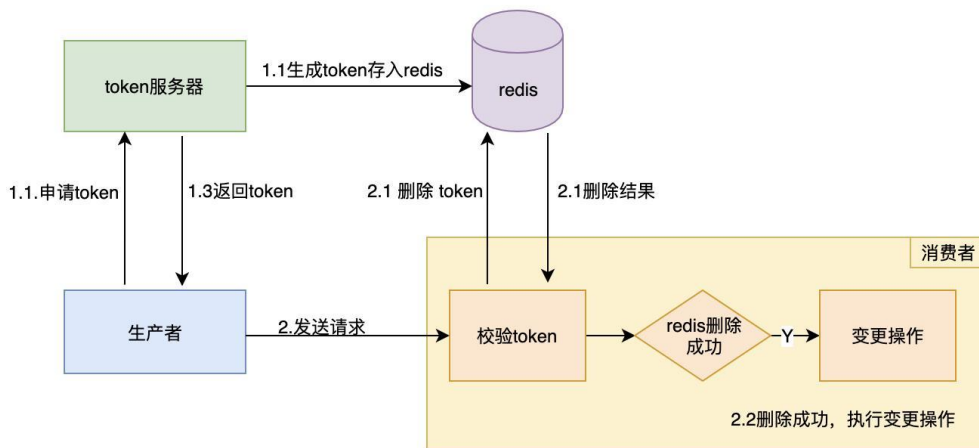 token服务器
1.1生成token存入redis
redis
1.1.申请token
1.3返回token
2.1 删除 token
2.1删除结果
消费者
生产者
2.发送请求
校验token
redis删除
成功
Y
变更操作
2.2删除成功，执行变更操作